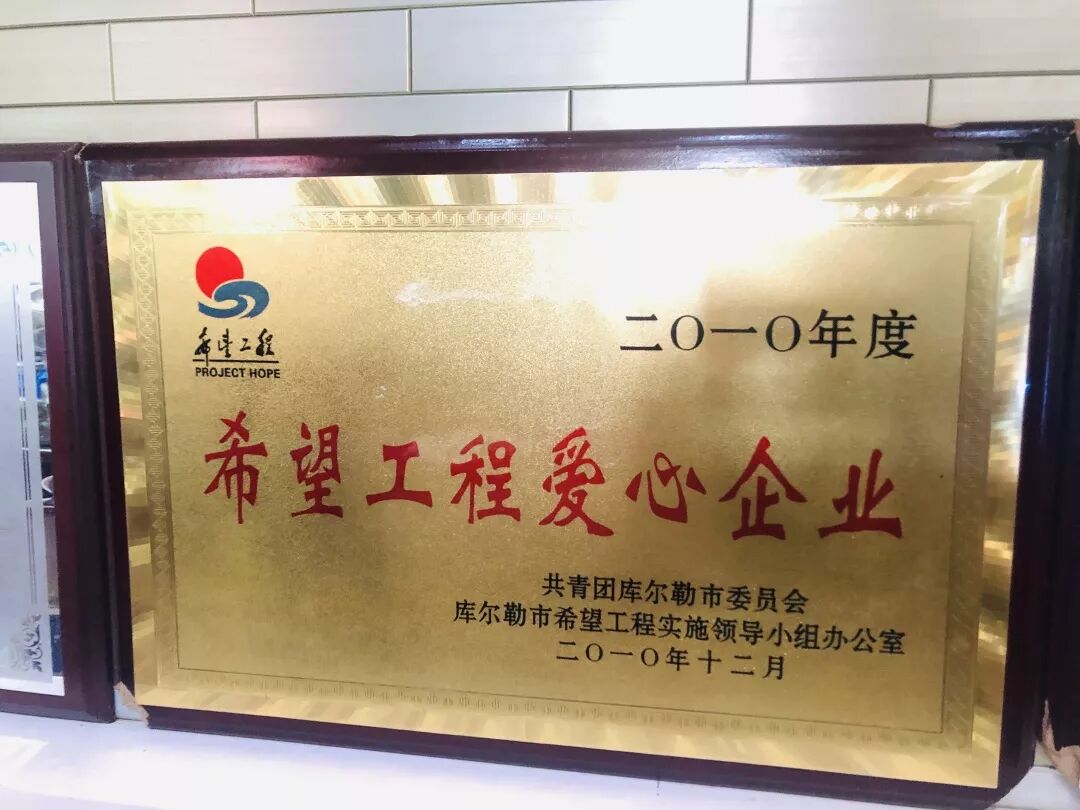 希望工程
PROJECT HOPE
二〇一〇年度
希望工程爱心企业
共青团库尔勒市委员会
库尔勒市希望工程实施领导小组办公室
二〇一〇年十二月